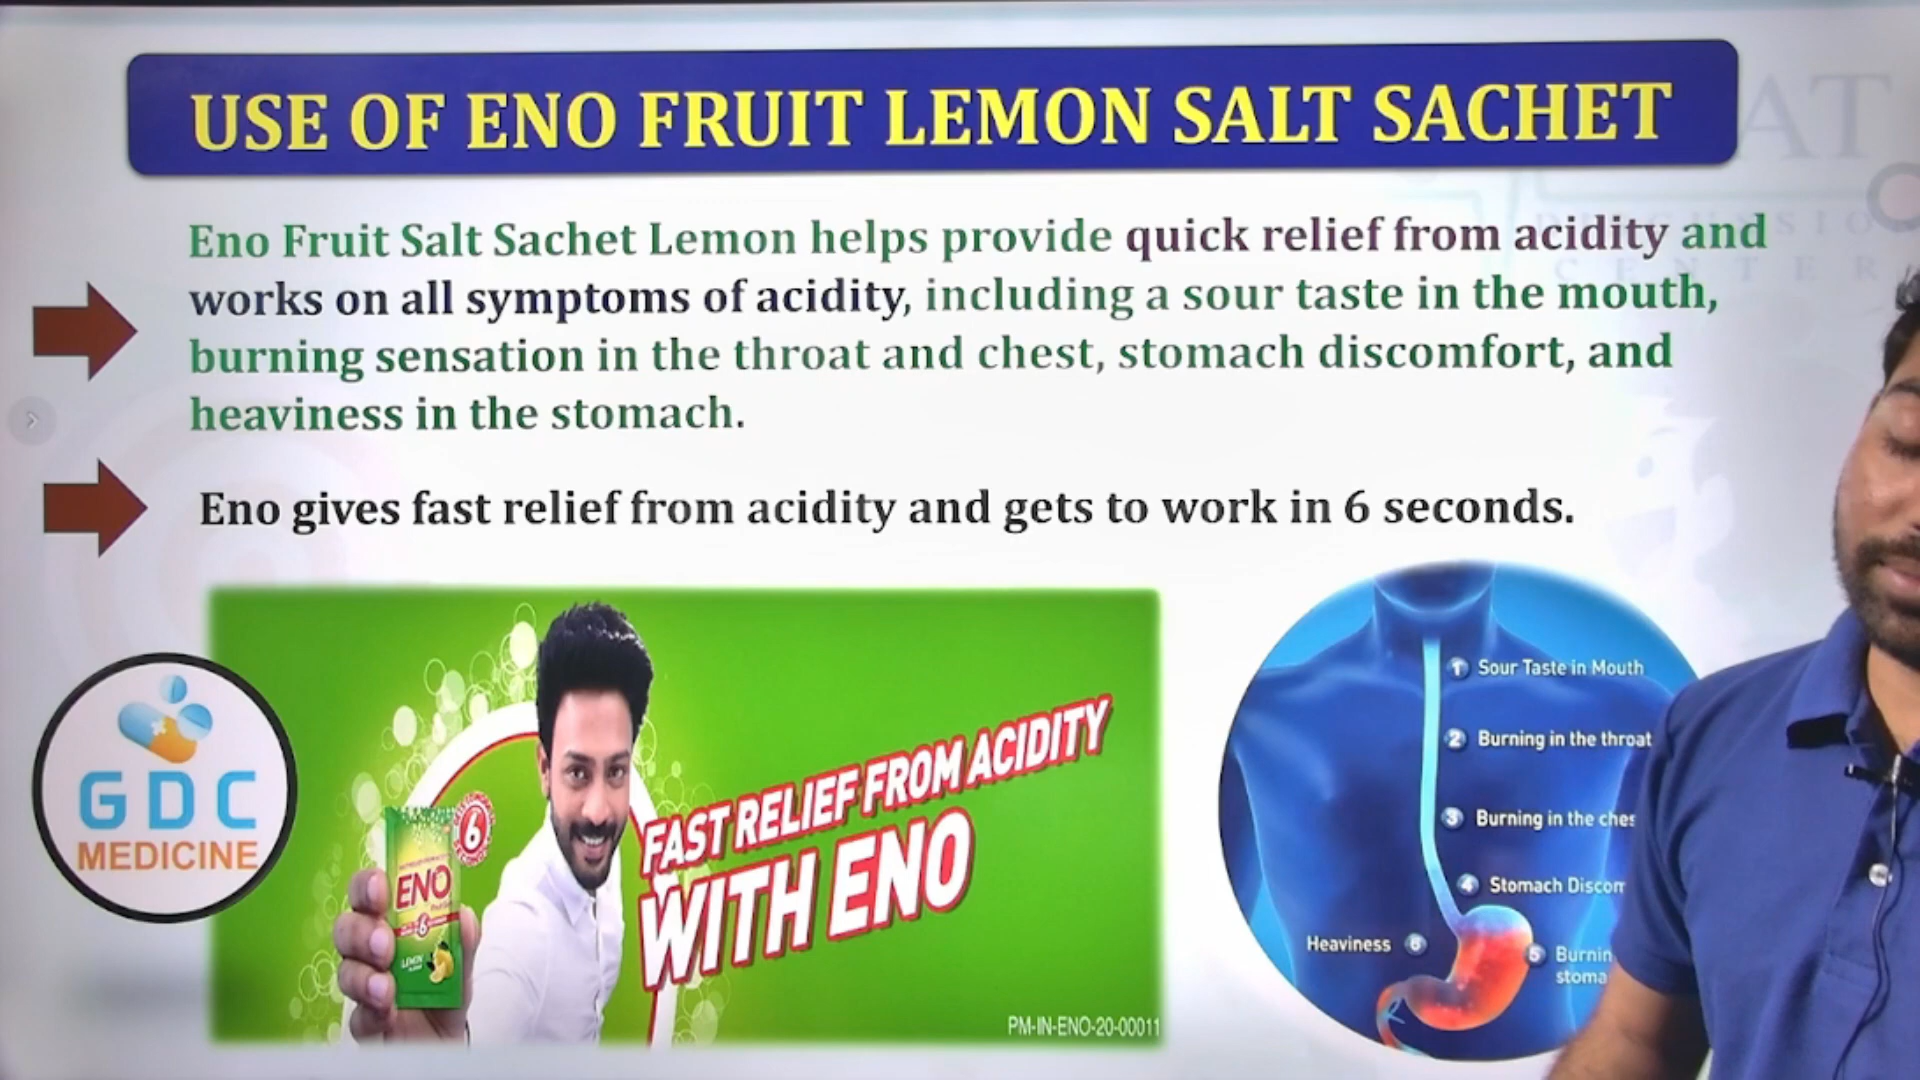 USE OF ENO FRUIT LEMON SALT SACHET
Eno Fruit Salt Sachet Lemon helps provide quick relief from acidity and
works on all symptoms of acidity, including a sour taste in the mouth,
burning sensation in the throat and chest, stomach discomfort, and
heaviness in the stomach.
Eno gives fast relief from acidity and gets to work in 6 seconds.
GDC
MEDICINE
6
ENO
6
LEMON
FAST RELIEF FROM ACIDITY
WITH ENO
PM-IN-ENO-20-00011
1 Sour Taste in Mouth
2 Burning in the throat
3 Burning in the ches
4 Stomach Discom
Heaviness 6
5 Burnin
stoma
AT
CENTER